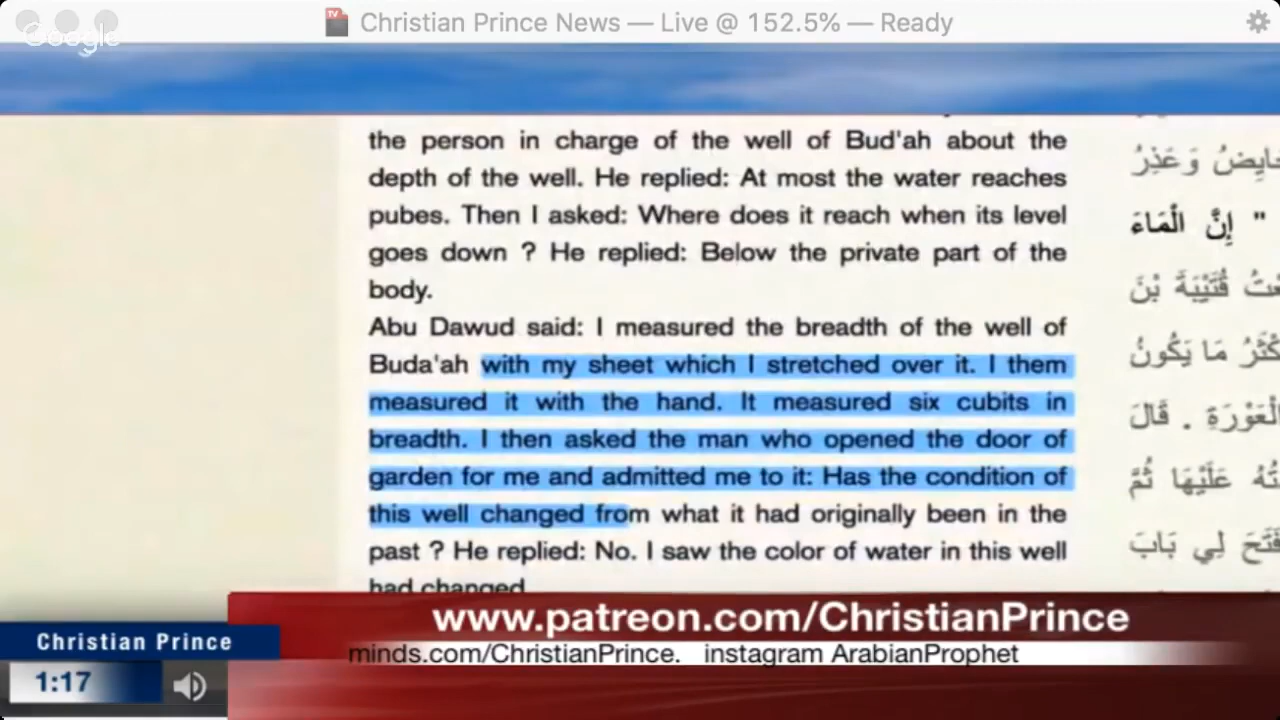 Christian Prince News — Live @ 152.5% — Ready
Google
TV
the person in charge of the well of Bud'ah about the
depth of the well. He replied: At most the water reaches
pubes. Then I asked: Where does it reach when its level
goes down ? He replied: Below the private part of the
body.
Abu Dawud said: I measured the breadth of the well of
Buda'ah with my sheet which I stretched over it. I them
measured it with the hand. It measured six cubits in
breadth. I then asked the man who opened the door of
garden for me and admitted me to it: Has the condition of
this well changed from what it had originally been in the
past ? He replied: No. I saw the color of water in this well
had changed.
وَعَذِرُ
" إِنَّ الْمَاءَ
قُتَيْبَةَ بْنَ
مَا يَكُونُ
الْعَوْرَةِ . قَالَ
عَلَيْهَا ثُمَّ
لِي بَابَ
www.patreon.com/ChristianPrince
Christian Prince
minds.com/ChristianPrince. instagram ArabianProphet
1:17